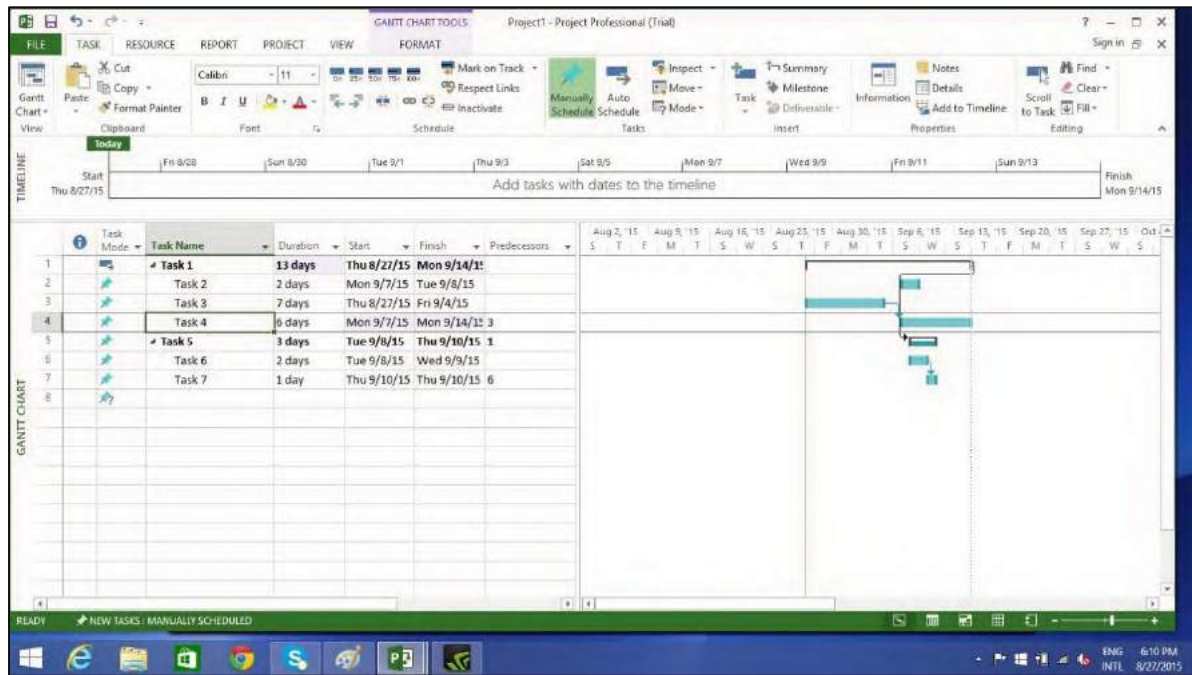 GANTT CHART TOOLS Project1 - Project Professional (Trial) ?
FILE TASK RESOURCE REPORT PROJECT VIEW FORMAT Sign in
Gantt Chart
View
Paste
Cut
Copy
Format Painter
Clipboard
Calibri 11
B I U A
Font
Mark on Track
Respect Links
Inactivate
Schedule
Manually Schedule
Auto Schedule
Inspect
Move
Mode
Tasks
Task
Summary
Milestone
Deliverable
Insert
Information
Notes
Details
Add to Timeline
Properties
Scroll to Task
Find
Clear
Fill
Editing
TIMELINE
Today
Fri 8/28 Sun 8/30 Tue 9/1 Thu 9/3 Sat 9/5 Mon 9/7 Wed 9/9 Fri 9/11 Sun 9/13
Start
Thu 8/27/15
Add tasks with dates to the timeline
Finish
Mon 9/14/15
GANTT CHART
Task Mode Task Name Duration Start Finish Predecessors
1 Task 1 13 days Thu 8/27/15 Mon 9/14/15
2 Task 2 2 days Mon 9/7/15 Tue 9/8/15
3 Task 3 7 days Thu 8/27/15 Fri 9/4/15
4 Task 4 6 days Mon 9/7/15 Mon 9/14/15 3
5 Task 5 3 days Tue 9/8/15 Thu 9/10/15 1
6 Task 6 2 days Tue 9/8/15 Wed 9/9/15
7 Task 7 1 day Thu 9/10/15 Thu 9/10/15 6
8
Aug 2, '15 Aug 9, '15 Aug 16, '15 Aug 23, '15 Aug 30, '15 Sep 6, '15 Sep 13, '15 Sep 20, '15 Sep 27, '15 Oct
S T F M T S W S T F M T S W S T F M T S W S
READY NEW TASKS : MANUALLY SCHEDULED
ENG 6:10 PM
INTL 8/27/2015